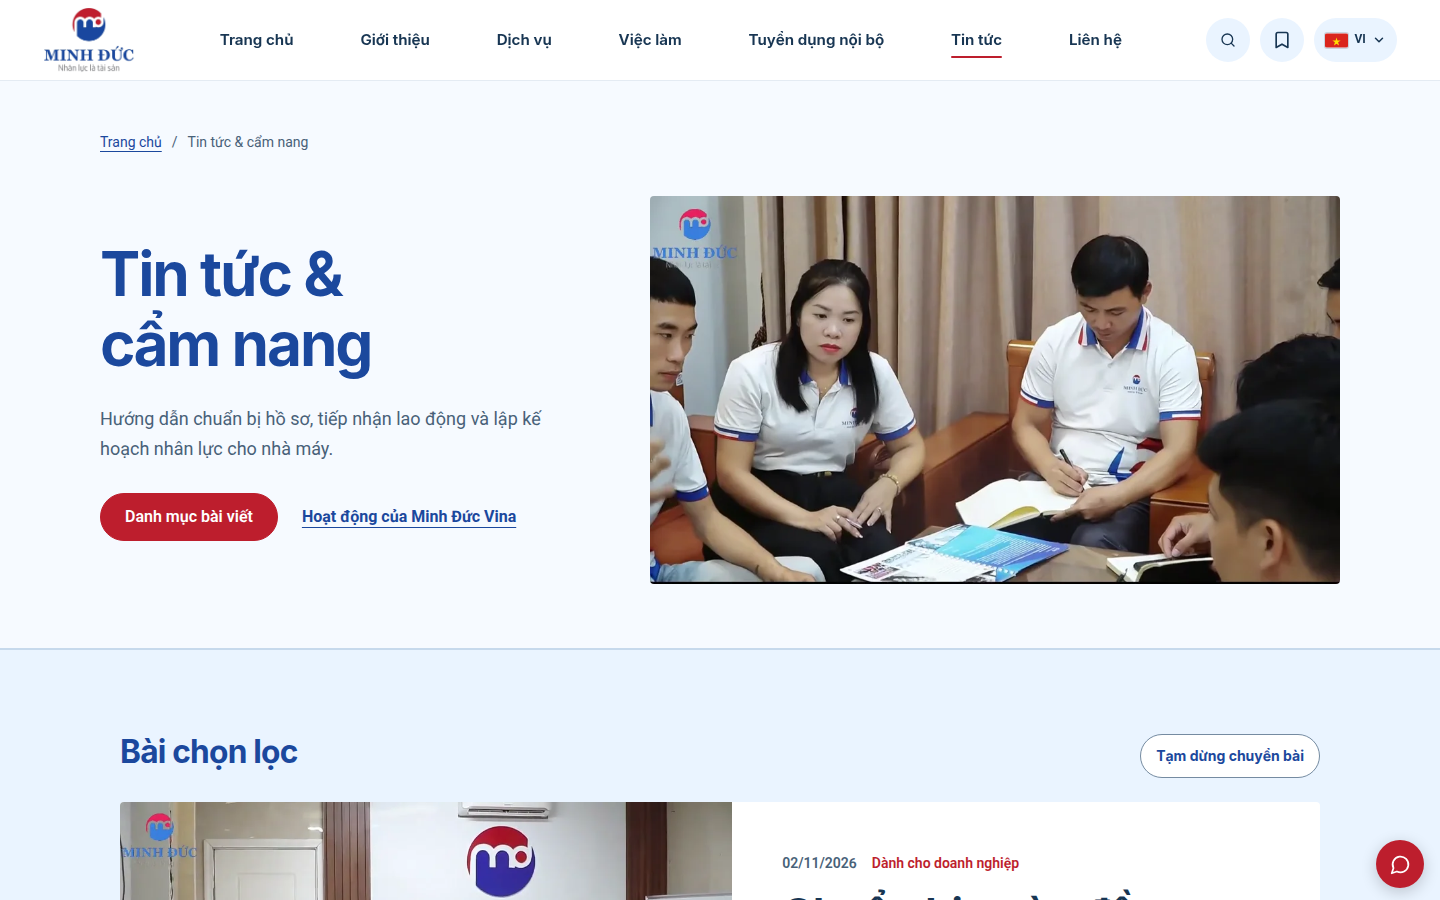 MINH ĐỨC
Nhân lực là tài sản
Trang chủ
Giới thiệu
Dịch vụ
Việc làm
Tuyển dụng nội bộ
Tin tức
Liên hệ
VI
Trang chủ / Tin tức & cẩm nang
Tin tức &
cẩm nang
Hướng dẫn chuẩn bị hồ sơ, tiếp nhận lao động và lập kế
hoạch nhân lực cho nhà máy.
Danh mục bài viết
Hoạt động của Minh Đức Vina
MINH ĐỨC
Bài chọn lọc
Tạm dừng chuyển bài
MINH ĐỨC
02/11/2026 Dành cho doanh nghiệp